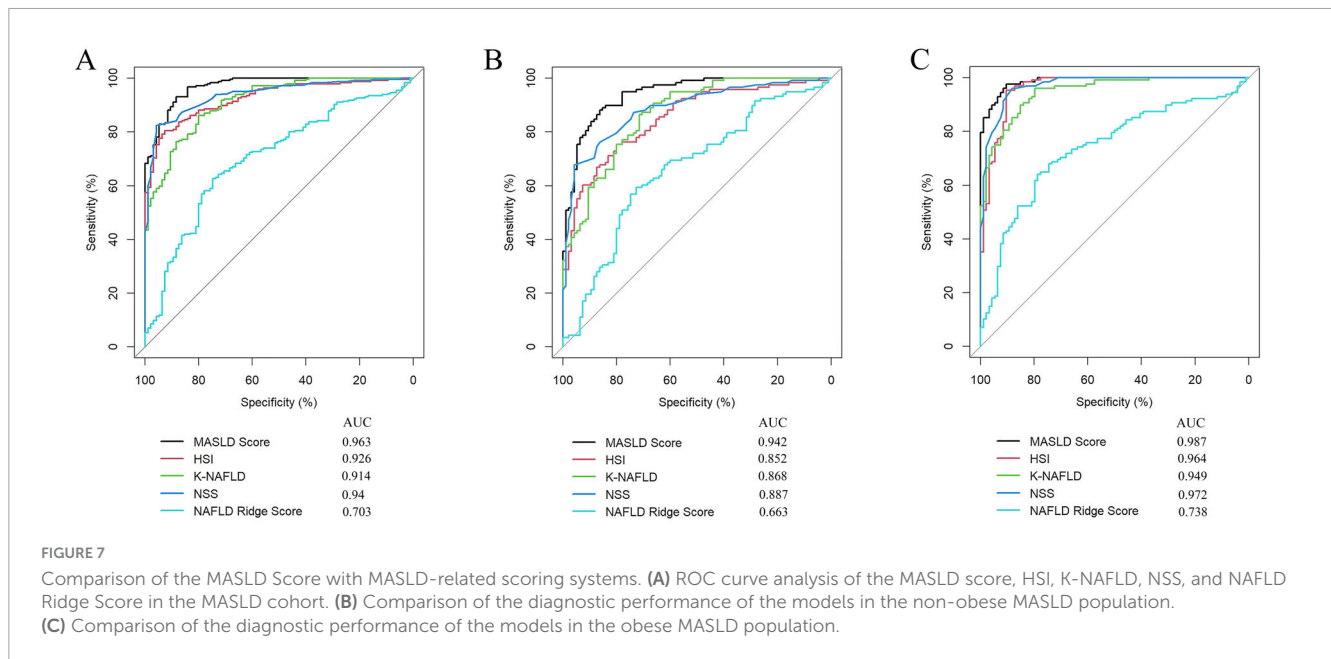 A
B
C
Sensitivity (%)
100
80
60
40
20
0
100 80 60 40 20 0
Specificity (%)
Sensitivity (%)
100
80
60
40
20
0
100 80 60 40 20 0
Specificity (%)
Sensitivity (%)
100
80
60
40
20
0
100 80 60 40 20 0
Specificity (%)
AUC
MASLD Score 0.963
HSI 0.926
K-NAFLD 0.914
NSS 0.94
NAFLD Ridge Score 0.703
AUC
MASLD Score 0.942
HSI 0.852
K-NAFLD 0.868
NSS 0.887
NAFLD Ridge Score 0.663
AUC
MASLD Score 0.987
HSI 0.964
K-NAFLD 0.949
NSS 0.972
NAFLD Ridge Score 0.738
FIGURE 7
Comparison of the MASLD Score with MASLD-related scoring systems. (A) ROC curve analysis of the MASLD score, HSI, K-NAFLD, NSS, and NAFLD
Ridge Score in the MASLD cohort. (B) Comparison of the diagnostic performance of the models in the non-obese MASLD population.
(C) Comparison of the diagnostic performance of the models in the obese MASLD population.